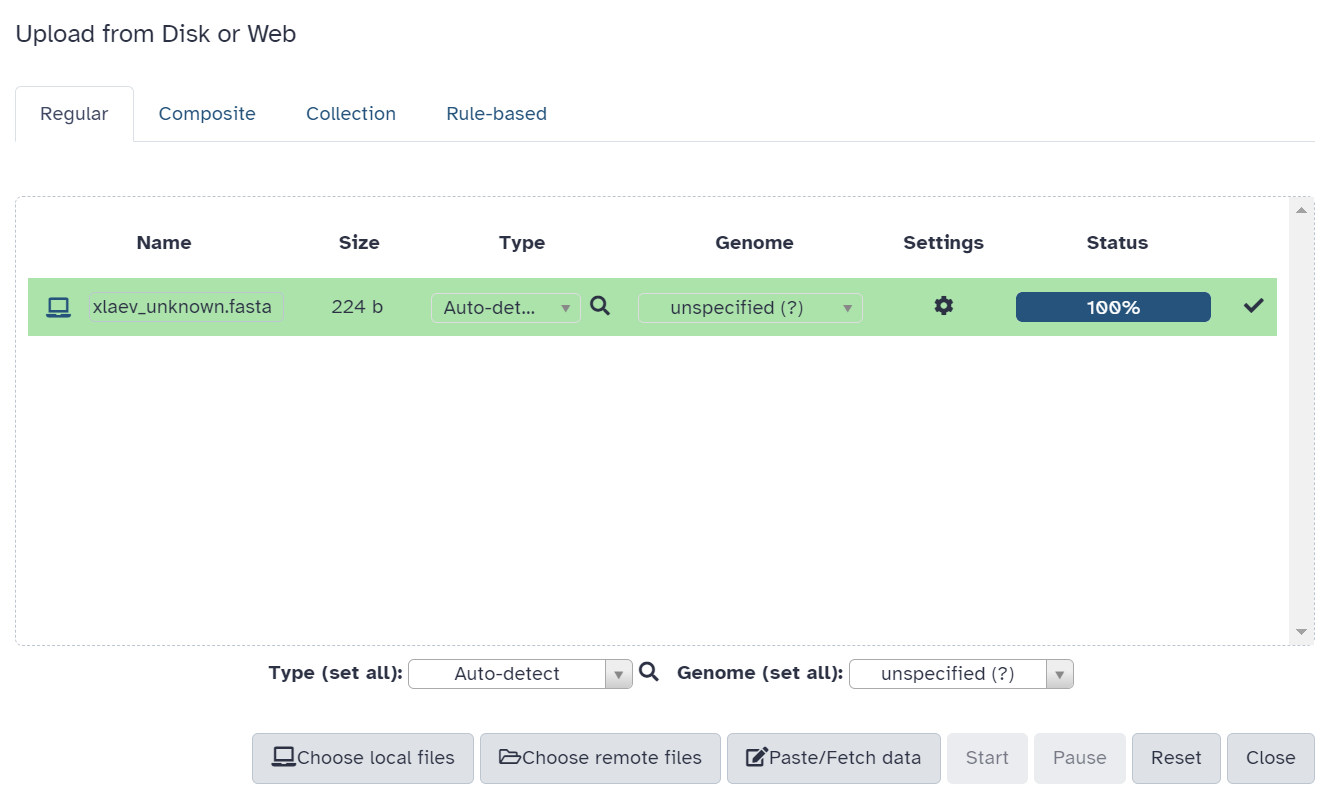 Upload from Disk or Web
Regular Composite Collection Rule-based
Name Size Type Genome Settings Status
xlaev_unknown.fasta 224 b Auto-det... unspecified (?) 100%
Type (set all): Auto-detect Genome (set all): unspecified (?)
Choose local files Choose remote files Paste/Fetch data Start Pause Reset Close